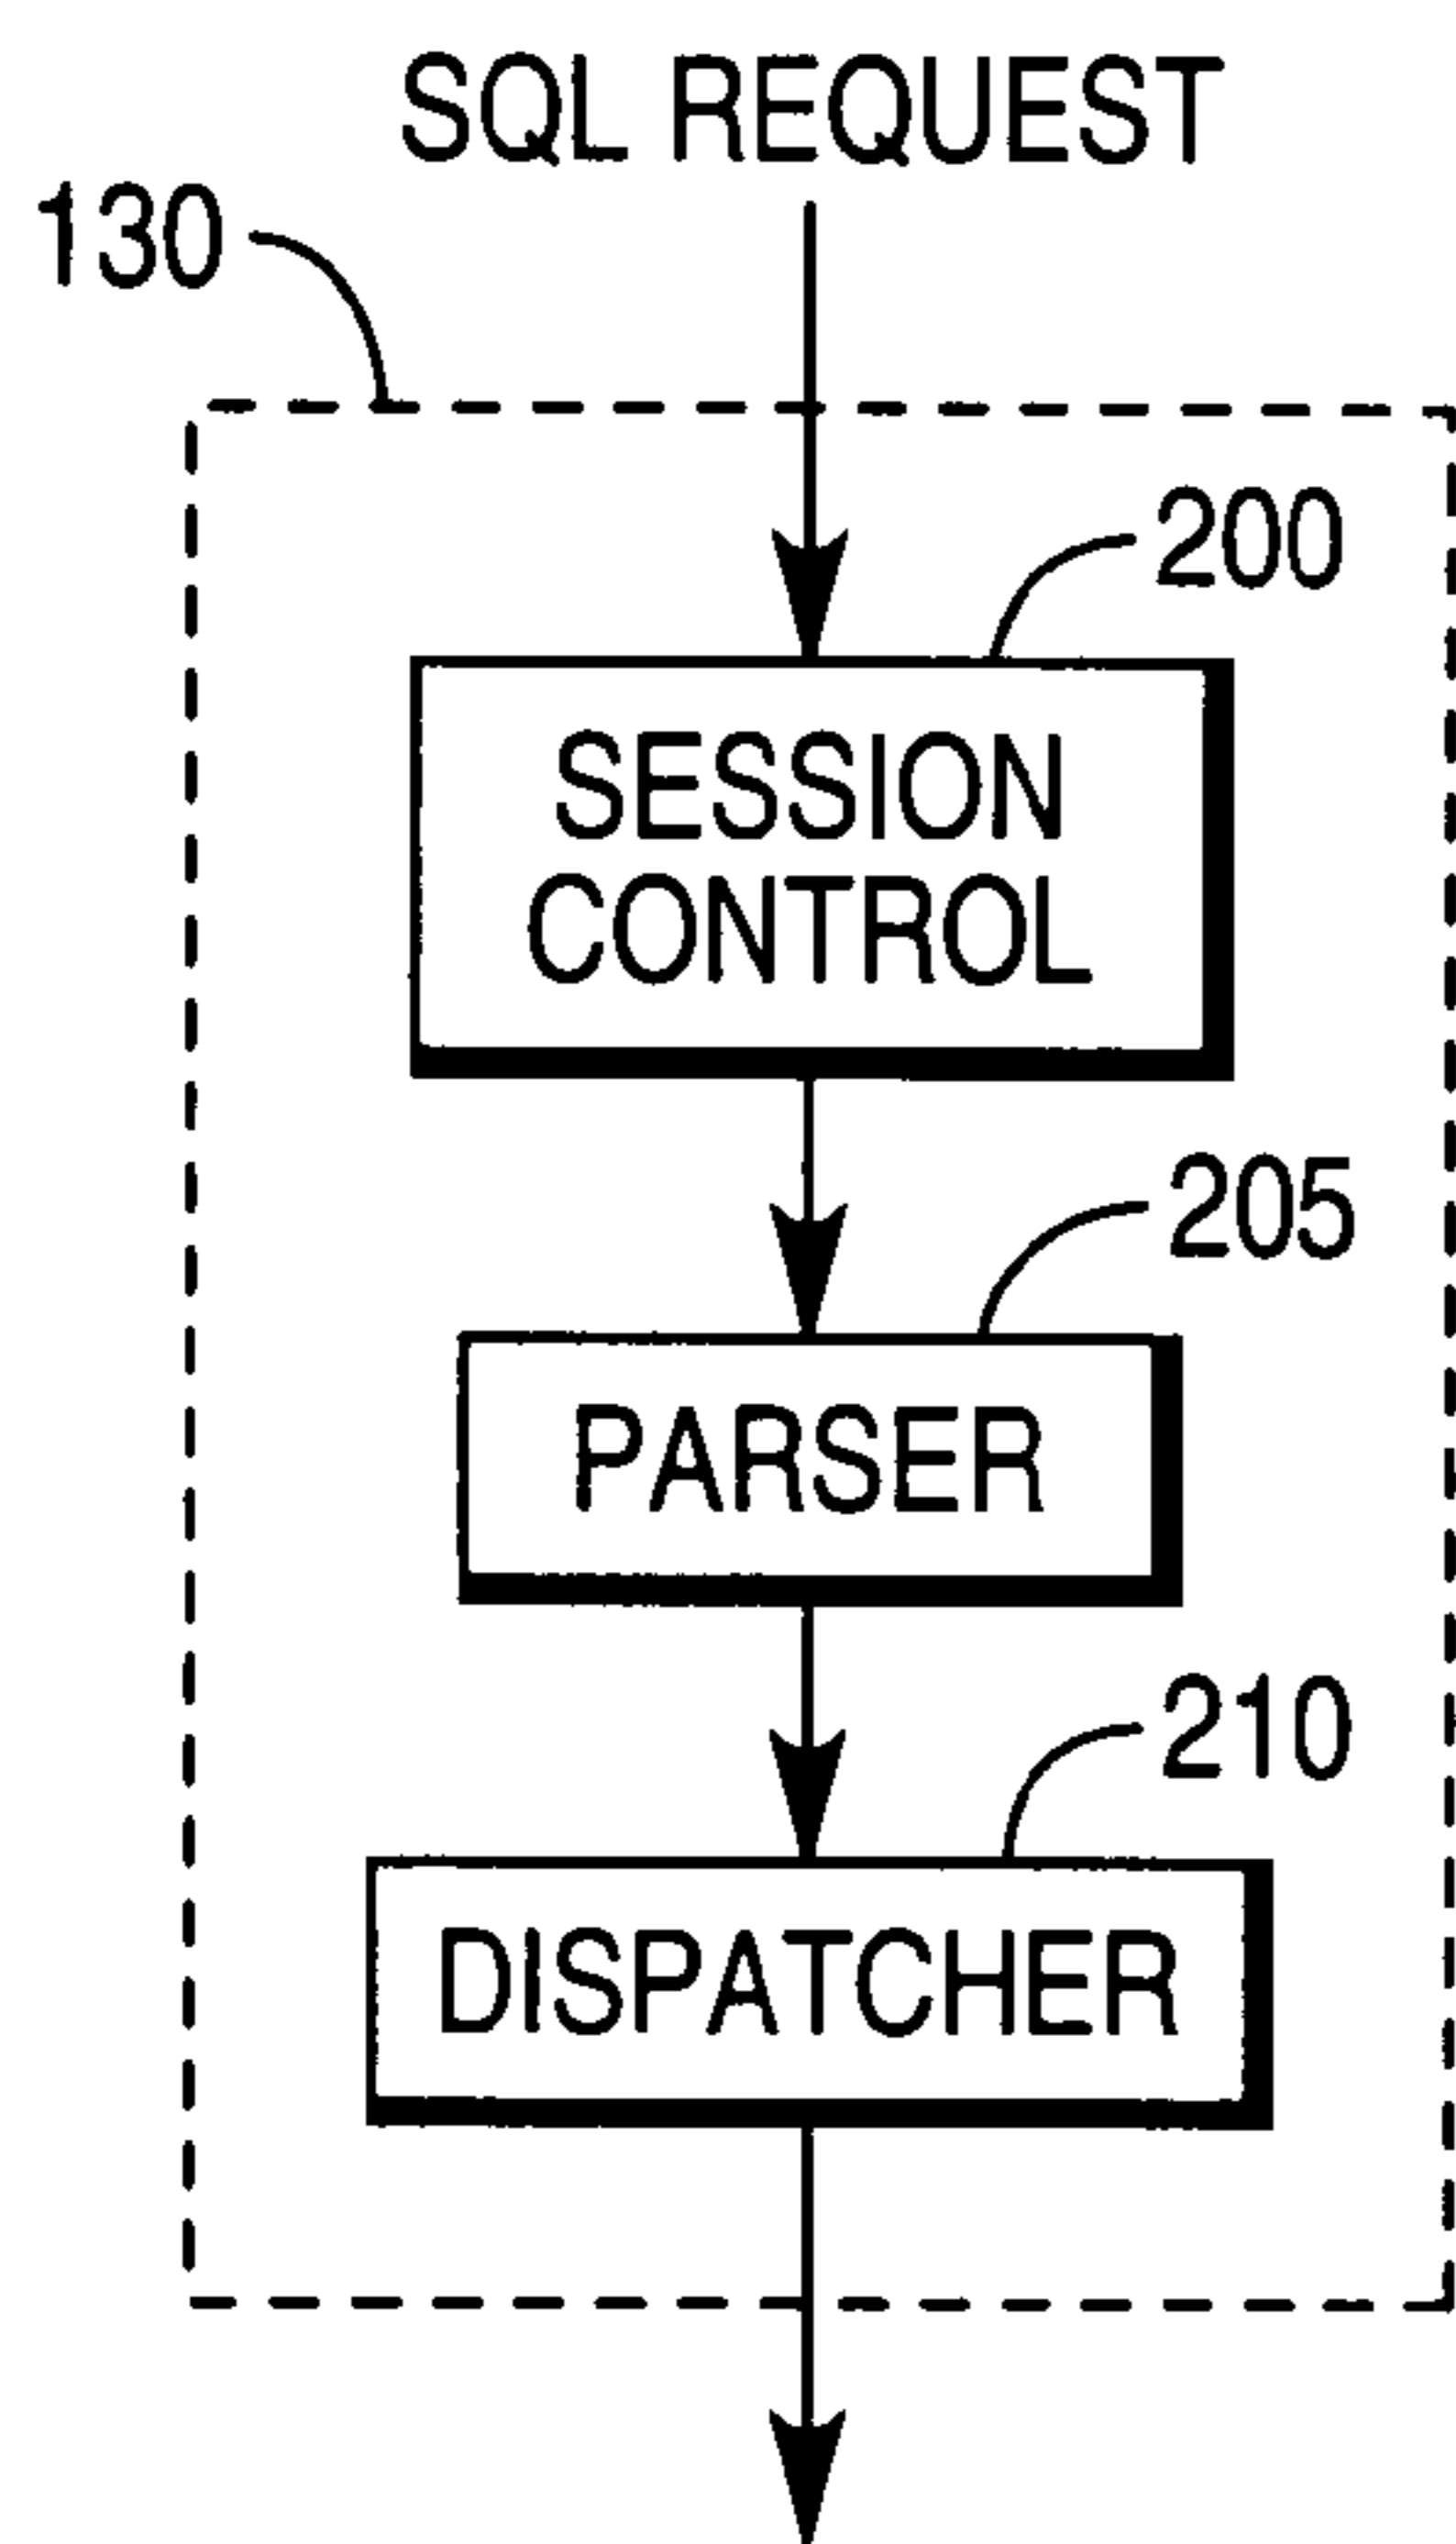 SQL REQUEST
130
200
SESSION
CONTROL
205
PARSER
210
DISPATCHER